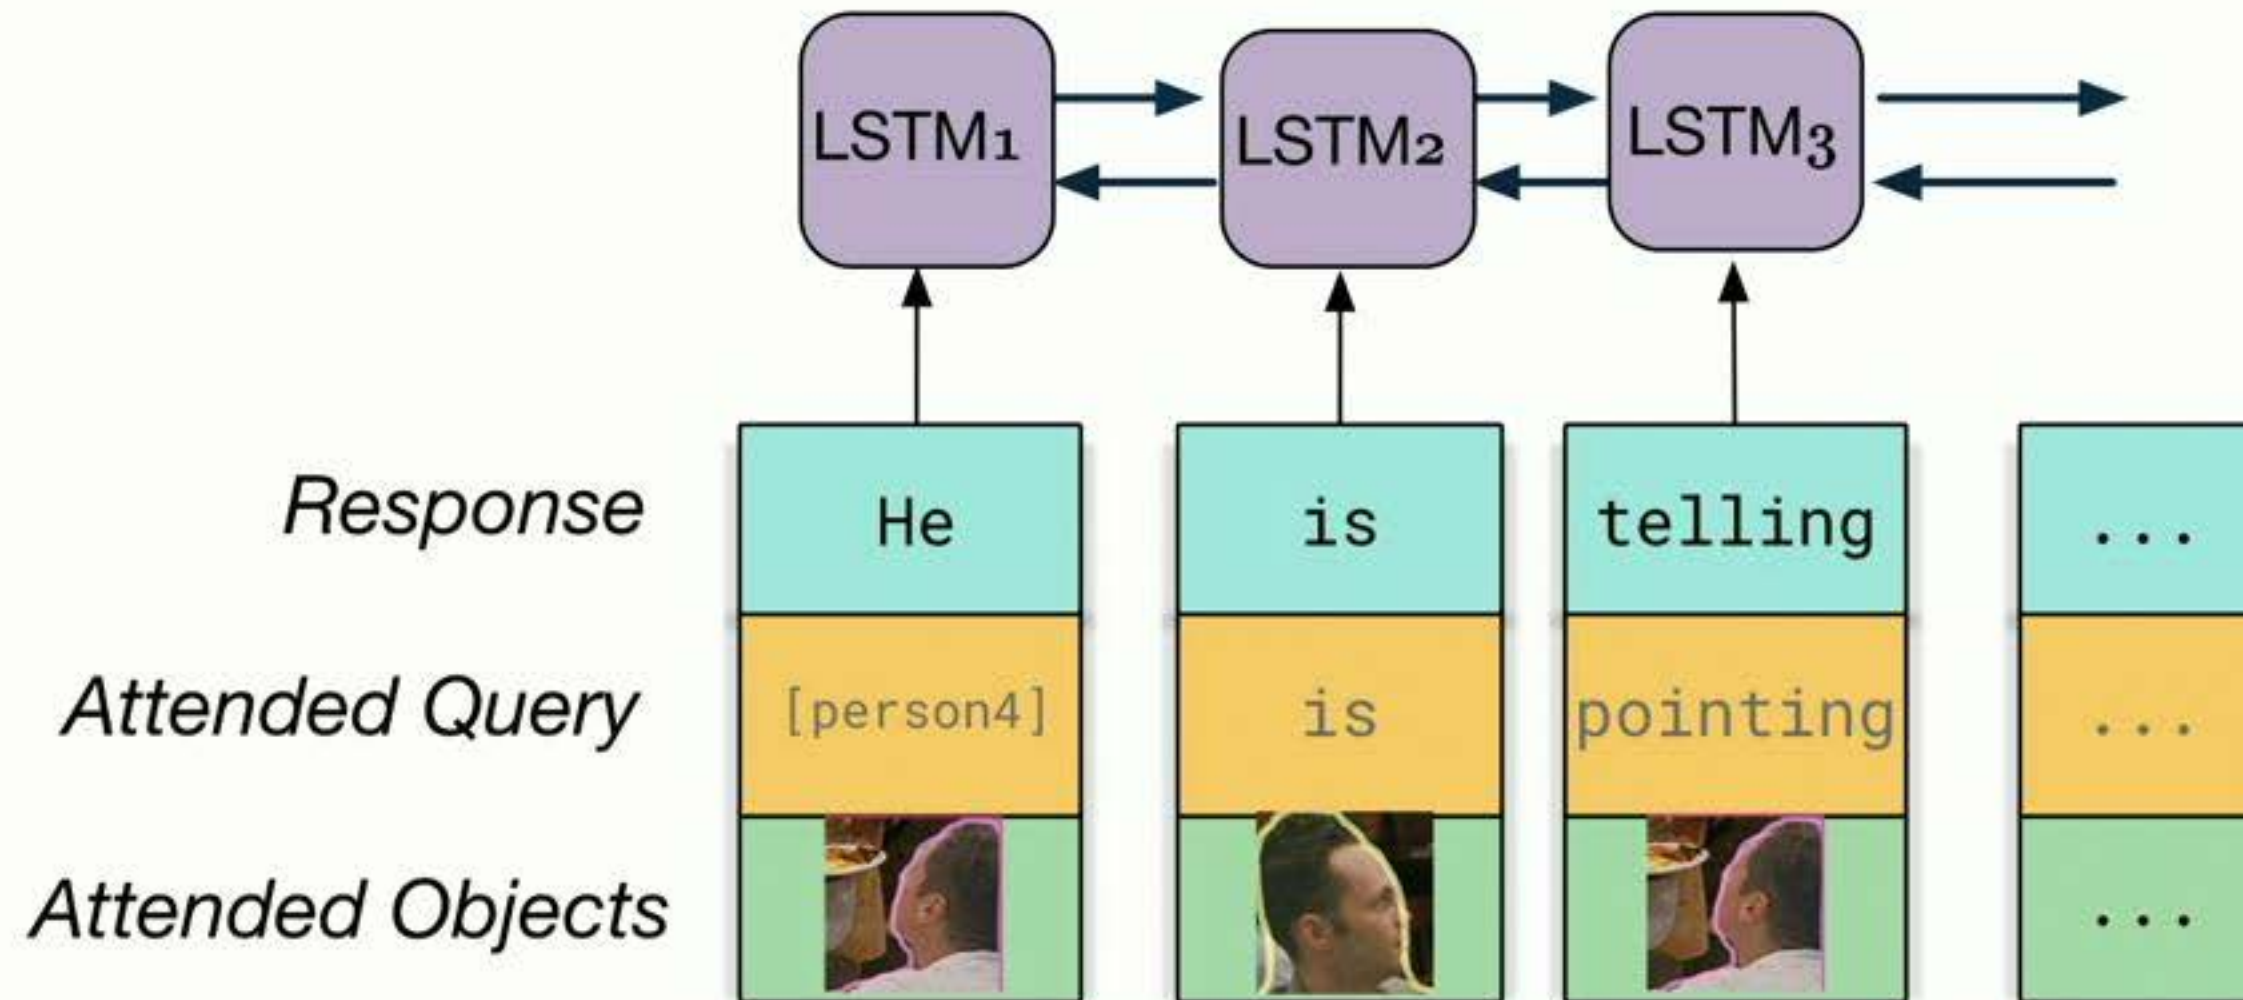 LSTM1 LSTM2 LSTM3
Response He is telling ...
Attended Query [person4] is pointing ...
Attended Objects ...